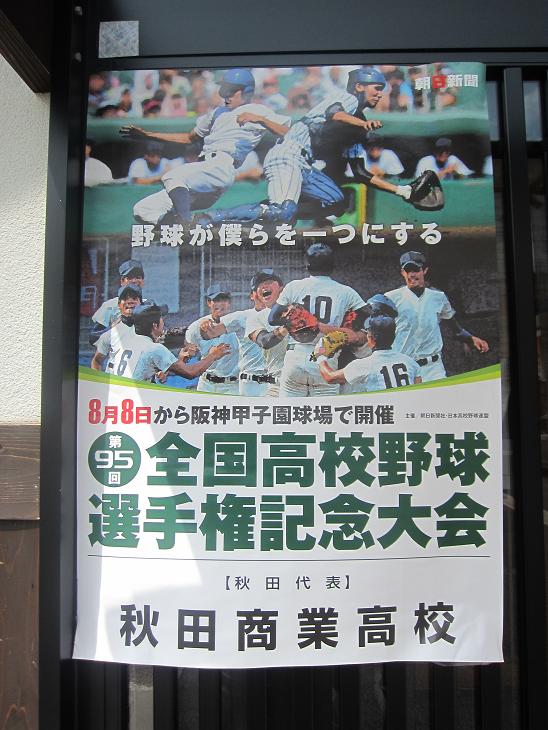 朝日新聞
野球が僕らを一つにする
10
6
16
8月8日から阪神甲子園球場で開催
主催／朝日新聞社・日本高校野球連盟
第95回
全国高校野球
選手権記念大会
【秋田代表】
秋田商業高校